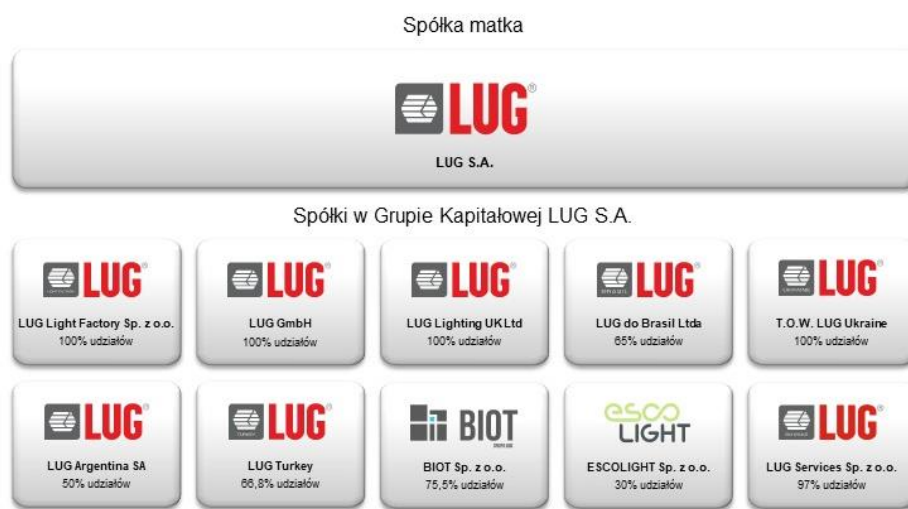 Spółka matka
LUG®
LUG S.A.
Spółki w Grupie Kapitałowej LUG S.A.
LUG®
LUG Light Factory Sp. z o.o.
100% udziałów
LUG®
LUG GmbH
100% udziałów
LUG®
LUG Lighting UK Ltd
100% udziałów
BRASIL
LUG®
LUG do Brasil Ltda
65% udziałów
UKRAINE
LUG®
T.O.W. LUG Ukraine
100% udziałów
LUG®
LUG Argentina SA
50% udziałów
TURKEY
LUG®
LUG Turkey
66,8% udziałów
BIOT
BIOT Sp. z o.o.
75,5% udziałów
esco
LIGHT
ESCOLIGHT Sp. z o.o.
30% udziałów
LUG®
LUG Services Sp. z o.o.
97% udziałów